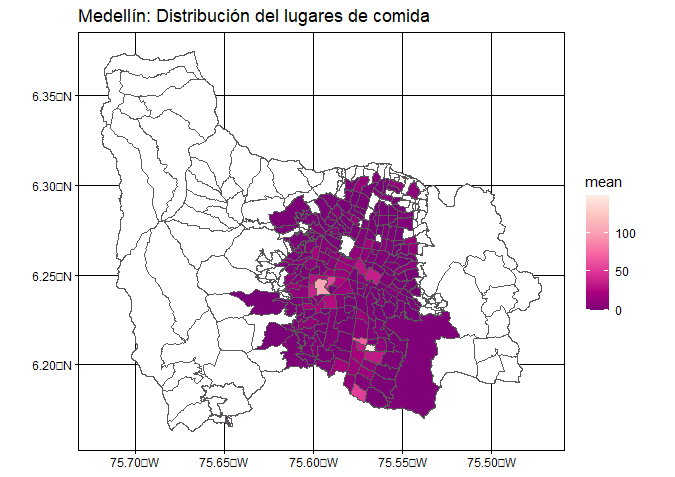 Medellín: Distribución del lugares de comida
6.35□N
6.30□N
6.25□N
6.20□N
75.70□W
75.65□W
75.60□W
75.55□W
75.50□W
mean
100
50
0